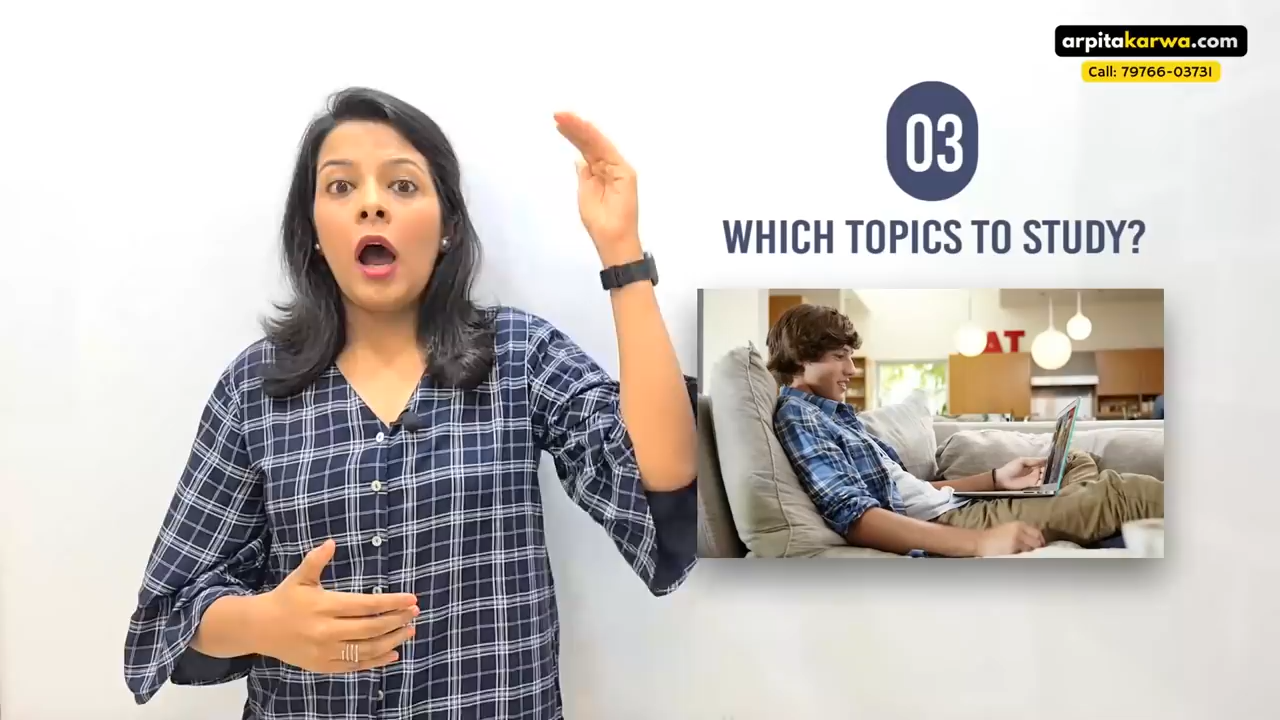 arpitakarwa.com
Call: 79766-03731
03
WHICH TOPICS TO STUDY?
AT